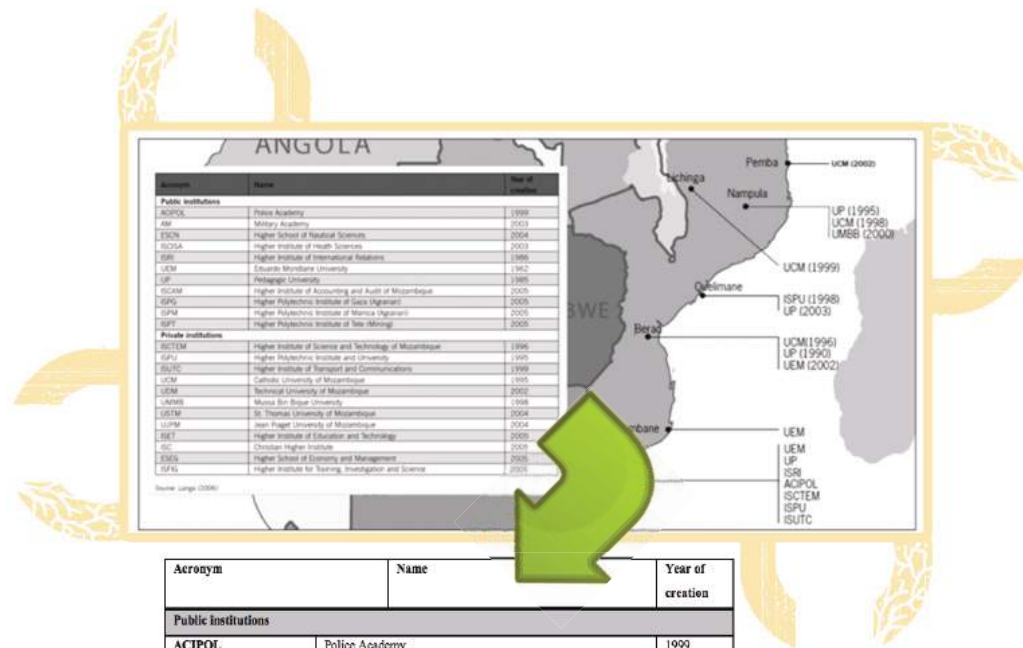 ANGOLA
Acronym Name Year of creation
Public institutions
ACIPOL Police Academy 1999
AM Military Academy 2003
ESCN Higher School of Nautical Sciences 2004
ISCISA Higher Institute of Heath Sciences 2003
ISRI Higher Institute of International Relations 1986
UEM Eduardo Mondlane University 1962
UP Pedagogic University 1985
ISCAM Higher Institute of Accounting and Audit of Mozambique 2005
ISPG Higher Polytechnic Institute of Gaza (Agrarian) 2005
ISPM Higher Polytechnic Institute of Manica (Agrarian) 2005
ISPT Higher Polytechnic Institute of Tete (Mining) 2005
Private institutions
ISCTEM Higher Institute of Science and Technology of Mozambique 1996
ISPU Higher Polytechnic Institute and University 1995
ISUTC Higher Institute of Transport and Communications 1999
UCM Catholic University of Mozambique 1995
UDM Technical University of Mozambique 2002
UMMB Mussa Bin Bique University 1998
USTM St. Thomas University of Mozambique 2004
UJPM Jean Piaget University of Mozambique 2004
ISET Higher Institute of Education and Technology 2005
ISC Christian Higher Institute 2005
ESEG Higher School of Economy and Management 2005
ISFIG Higher Institute for Training, Investigation and Science 2005
Source: Langa (2006)
Pemba UCM (2002)
Lichinga
Nampula
UP (1995)
UCM (1998)
UMBB (2000)
UCM (1999)
Quelimane
ISPU (1998)
UP (2003)
BWE
UCM(1996)
UP (1990)
UEM (2002)
mbane
UEM
UEM
UP
ISRI
ACIPOL
ISCTEM
ISPU
ISUTC
Acronym Name Year of
creation
Public institutions
ACIPOL Police Academy 1999